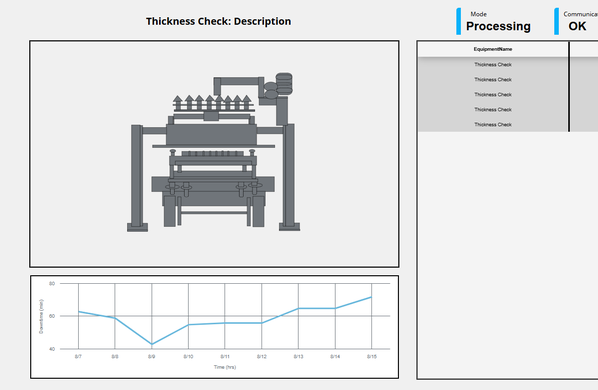 Thickness Check: Description
Mode
Processing
Communica
OK
EquipmentName
Thickness Check
Thickness Check
Thickness Check
Thickness Check
Thickness Check
Downtime (min)
80
60
40
8/7
8/8
8/9
8/10
8/11
8/12
8/13
8/14
8/15
Time (hrs)